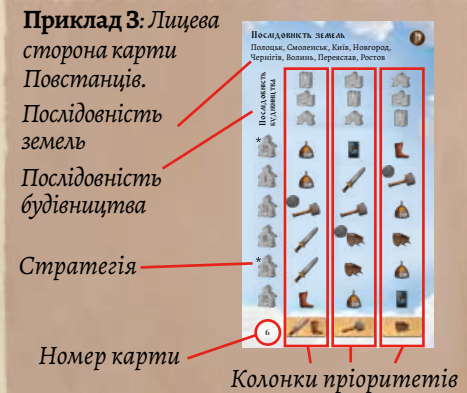 Приклад 3: Лицева
сторона карти
Повстанців.
Послідовність
земель
Послідовність
будівництва
Стратегія
Номер карти
Колонки пріоритетів
Послідовність земель
Полоцьк, Смоленськ, Київ, Новгород,
Чернігів, Волинь, Переяслав, Ростов
Послідовність
будівництва
*
*
6